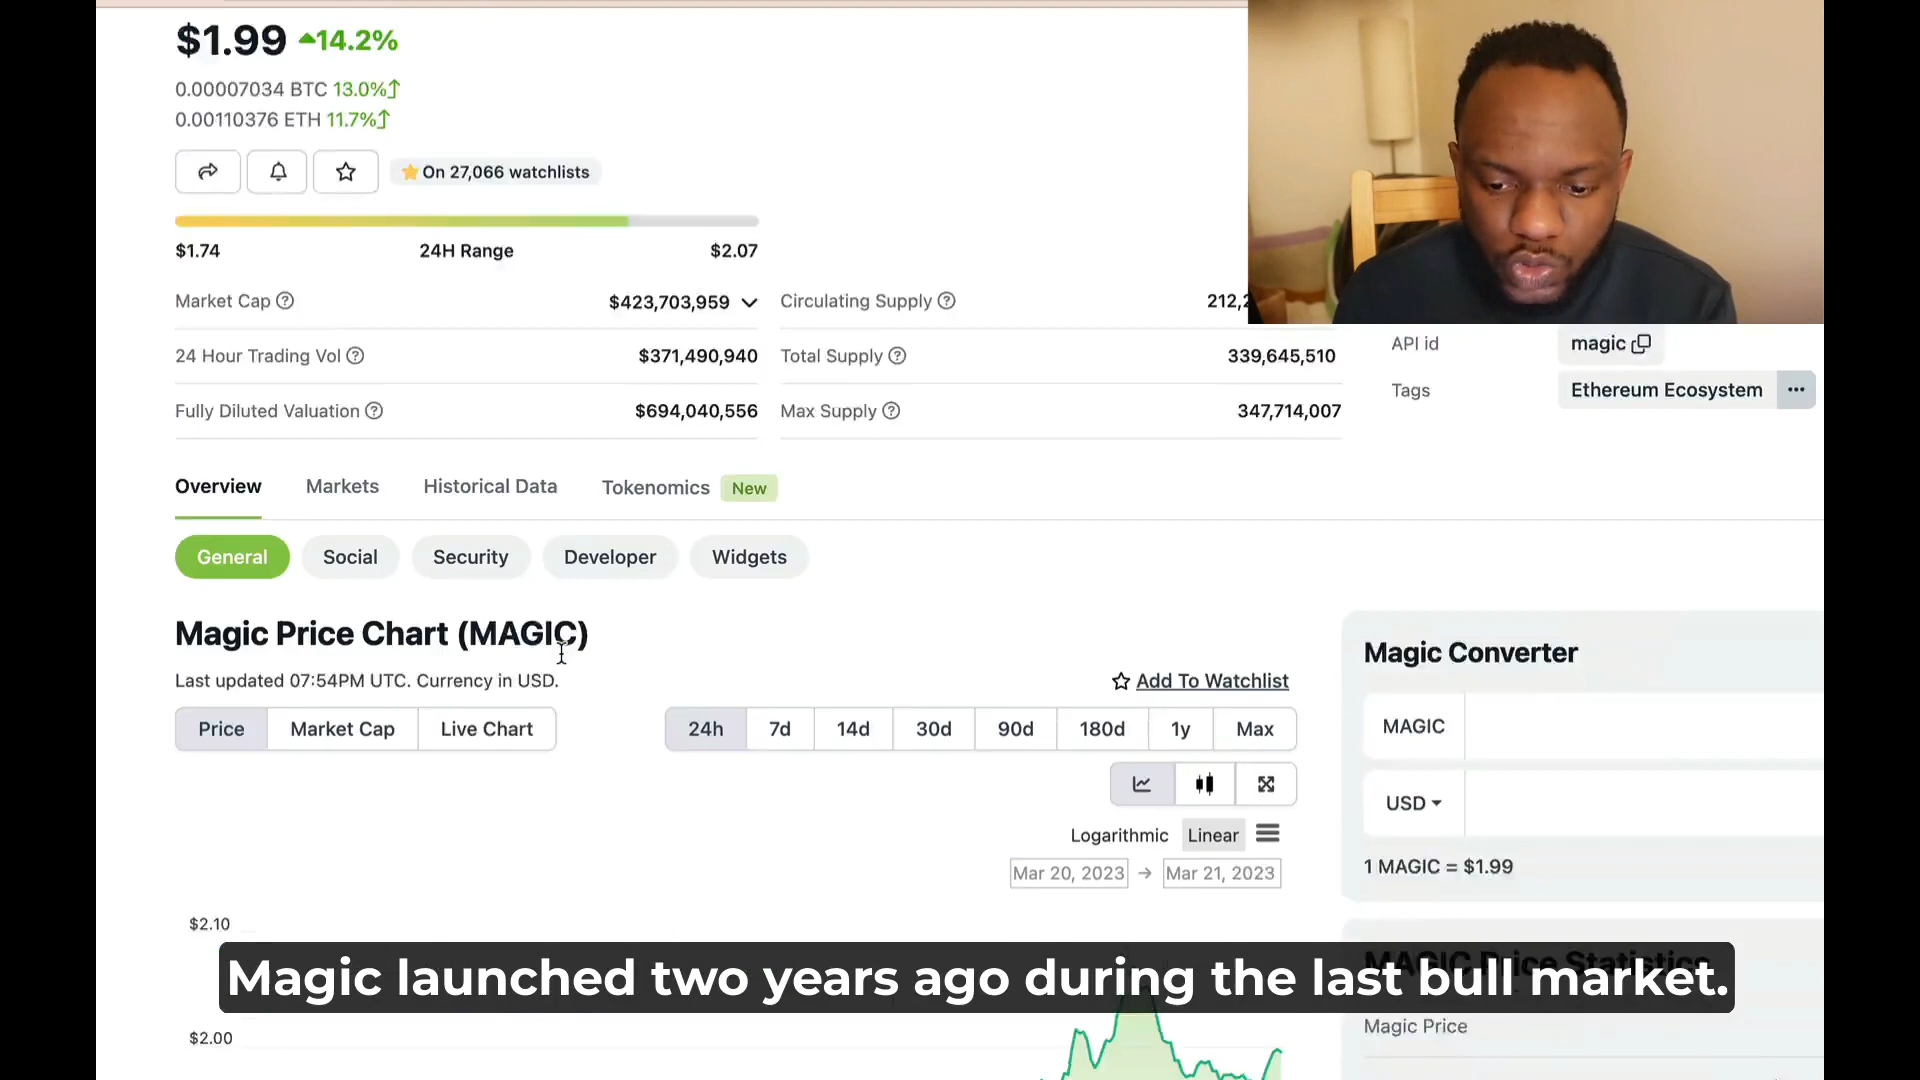 $1.99 14.2%
0.00007034 BTC 13.0%
0.00110376 ETH 11.7%
On 27,066 watchlists
$1.74 24H Range $2.07
Market Cap $423,703,959 Circulating Supply 212,2
24 Hour Trading Vol $371,490,940 Total Supply 339,645,510
Fully Diluted Valuation $694,040,556 Max Supply 347,714,007
API id magic
Tags Ethereum Ecosystem
Overview Markets Historical Data Tokenomics New
General Social Security Developer Widgets
Magic Price Chart (MAGIC)
Last updated 07:54PM UTC. Currency in USD.
Add To Watchlist
Price Market Cap Live Chart 24h 7d 14d 30d 90d 180d 1y Max
Logarithmic Linear
Mar 20, 2023 → Mar 21, 2023
$2.10
$2.00
Magic Converter
MAGIC
USD
1 MAGIC = $1.99
MAGIC Price Statistics
Magic Price
Magic launched two years ago during the last bull market.